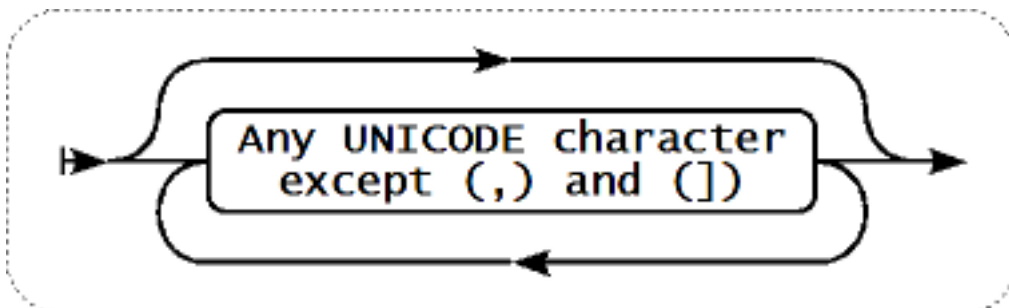 Any UNICODE character
except (,) and (])